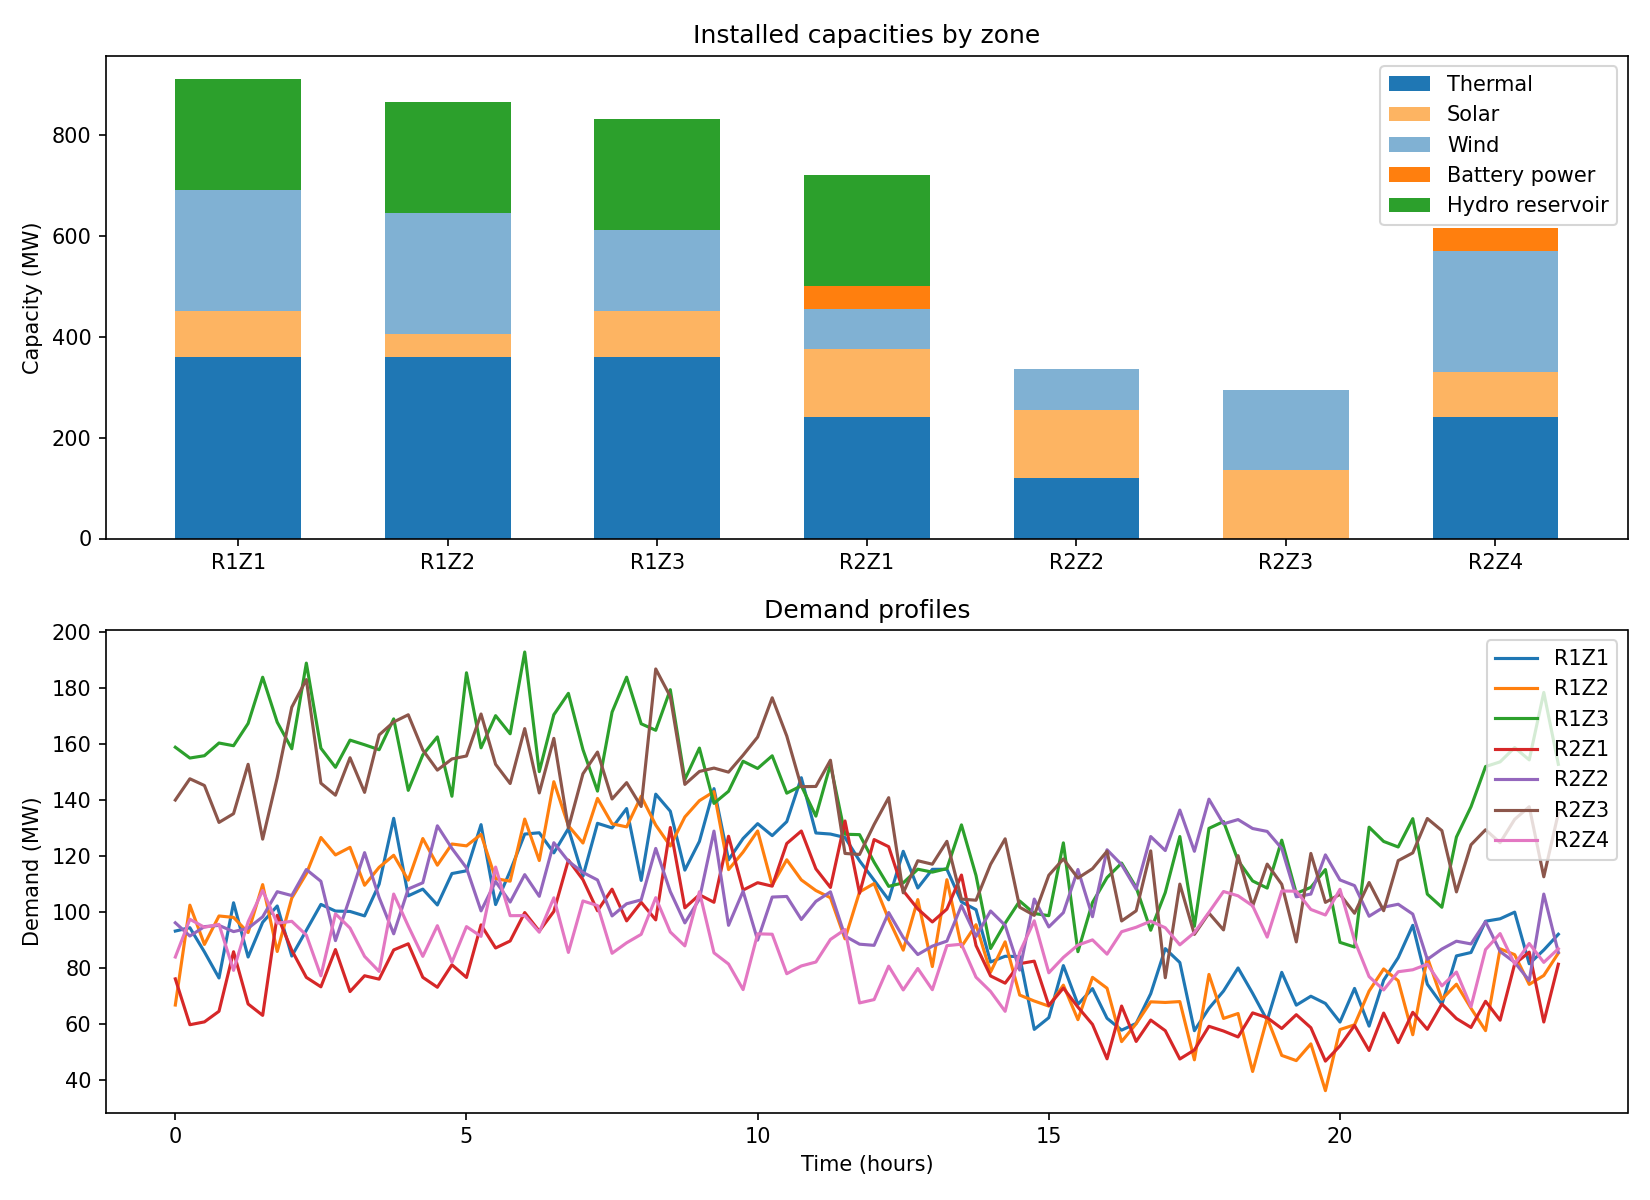 Installed capacities by zone
Capacity (MW)
800
600
400
200
0
Thermal
Solar
Wind
Battery power
Hydro reservoir
R1Z1 R1Z2 R1Z3 R2Z1 R2Z2 R2Z3 R2Z4
Demand profiles
Demand (MW)
200
180
160
140
120
100
80
60
40
R1Z1
R1Z2
R1Z3
R2Z1
R2Z2
R2Z3
R2Z4
0 5 10 15 20
Time (hours)